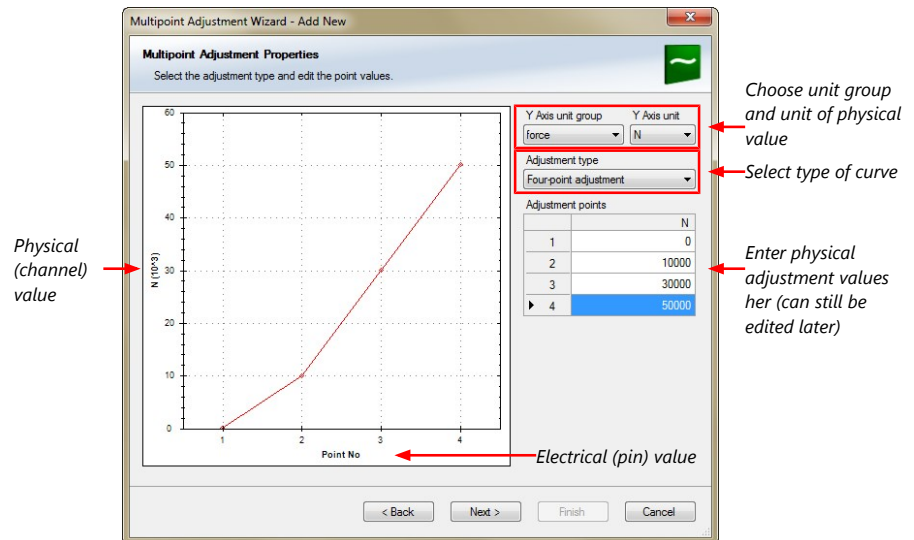 Multipoint Adjustment Wizard - Add New
Multipoint Adjustment Properties
Select the adjustment type and edit the point values.
60
50
40
30
20
10
0
N (10^3)
1 2 3 4
Point No
Y Axis unit group Y Axis unit
force N
Adjustment type
Four-point adjustment
Adjustment points
N
1 0
2 10000
3 30000
4 50000
< Back Next > Finish Cancel
Physical
(channel)
value
Choose unit group
and unit of physical
value
Select type of curve
Enter physical
adjustment values
her (can still be
edited later)
Electrical (pin) value